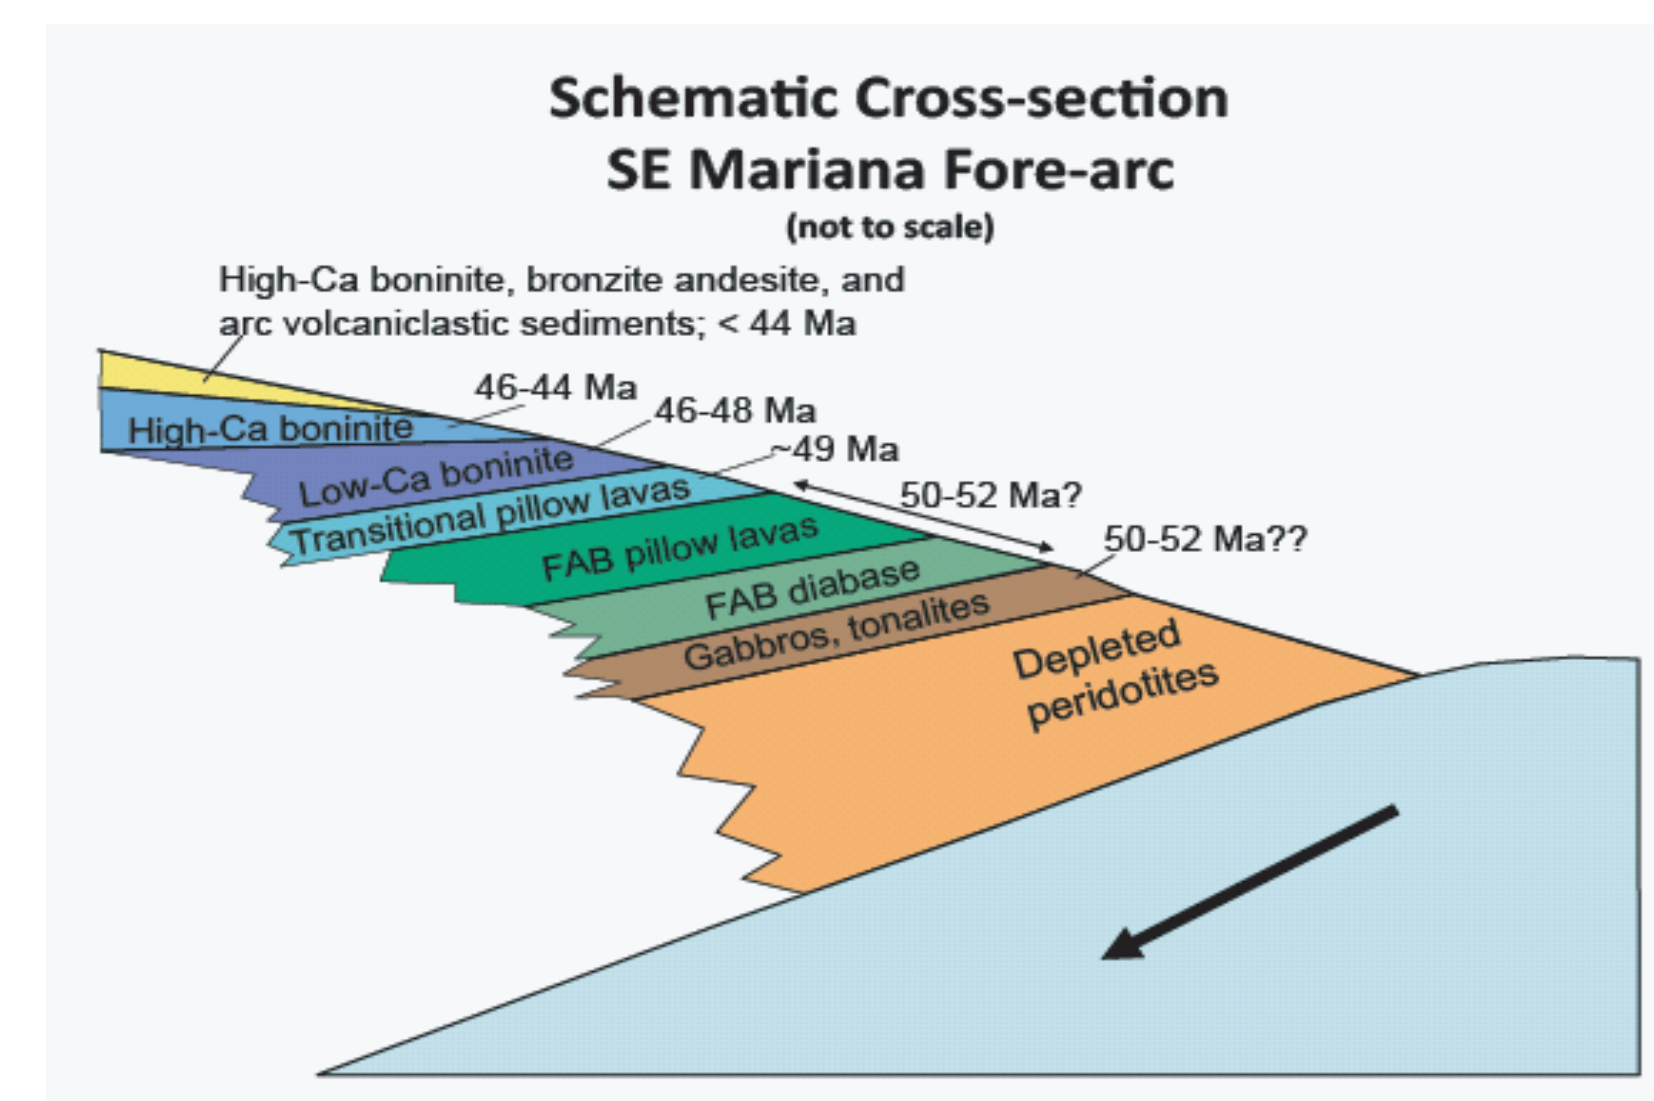 Schematic Cross-section
SE Mariana Fore-arc
(not to scale)
High-Ca boninite, bronzite andesite, and
arc volcaniclastic sediments; < 44 Ma
46-44 Ma
46-48 Ma
~49 Ma
50-52 Ma?
50-52 Ma??
High-Ca boninite
Low-Ca boninite
Transitional pillow lavas
FAB pillow lavas
FAB diabase
Gabbros, tonalites
Depleted
peridotites